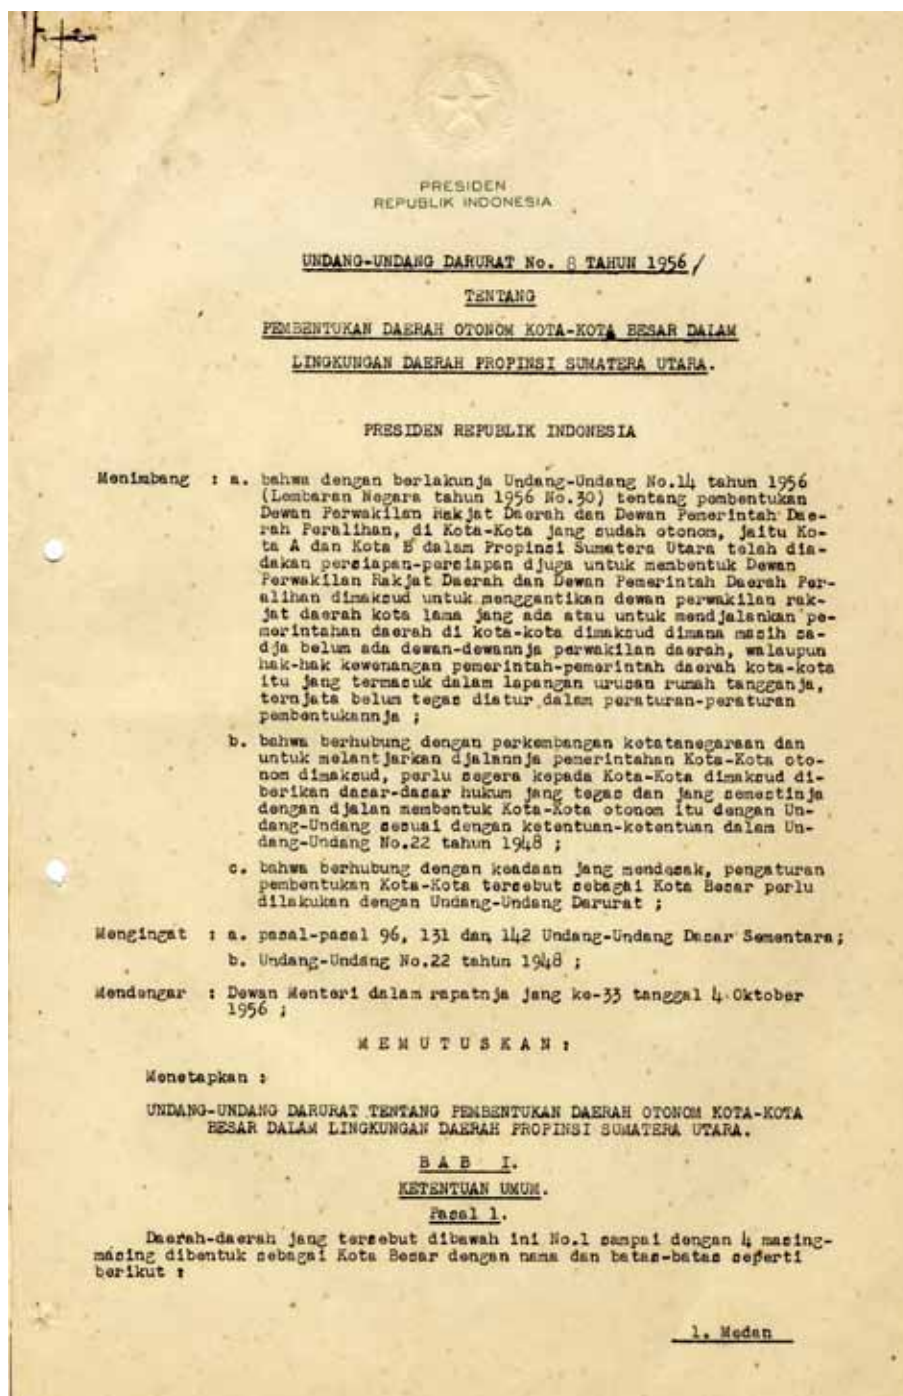 PRESIDEN
REPUBLIK INDONESIA
UNDANG-UNDANG DARURAT No. 8 TAHUN 1956/
TENTANG
PEMBENTUKAN DAERAH OTONOM KOTA-KOTA BESAR DALAM
LINGKUNGAN DAERAH PROPINSI SUMATERA UTARA.
PRESIDEN REPUBLIK INDONESIA
Menimbang : a. bahwa dengan berlakunja Undang-Undang No.14 tahun 1956
(Lembaran Negara tahun 1956 No.30) tentang pembentukan
Dewan Perwakilan Rakjat Daerah dan Dewan Pemerintah Dae-
rah Peralihan, di Kota-Kota jang sudah otonom, jaitu Ko-
ta A dan Kota B dalam Propinsi Sumatera Utara telah dia-
dakan persiapan-persiapan djuga untuk membentuk Dewan
Perwakilan Rakjat Daerah dan Dewan Pemerintah Daerah Per-
alihan dimaksud untuk menggantikan dewan perwakilan rak-
jat daerah kota lama jang ada atau untuk mendjalankan pe-
merintahan daerah di kota-kota dimaksud dimana masih sa-
dja belum ada dewan-dewannja perwakilan daerah, walaupun
hak-hak kewenangan pemerintah-pemerintah daerah kota-kota
itu jang termasuk dalam lapangan urusan rumah tangganja,
ternjata belum tegas diatur dalam peraturan-peraturan
pembentukannja ;
b. bahwa berhubung dengan perkembangan ketatanegaraan dan
untuk melantjarkan djalannja pemerintahan Kota-Kota oto-
nom dimaksud, perlu segera kepada Kota-Kota dimaksud di-
berikan dasar-dasar hukum jang tegas dan jang semestinja
dengan djalan membentuk Kota-Kota otonom itu dengan Un-
dang-Undang sesuai dengan ketentuan-ketentuan dalam Un-
dang-Undang No.22 tahun 1948 ;
c. bahwa berhubung dengan keadaan jang mendesak, pengaturan
pembentukan Kota-Kota tersebut sebagai Kota Besar perlu
dilakukan dengan Undang-Undang Darurat ;
Mengingat : a. pasal-pasal 96, 131 dan 142 Undang-Undang Dasar Sementara;
b. Undang-Undang No.22 tahun 1948 ;
Mendengar : Dewan Menteri dalam rapatnja jang ke-33 tanggal 4 Oktober
1956 ;
M E M U T U S K A N :
Menetapkan :
UNDANG-UNDANG DARURAT TENTANG PEMBENTUKAN DAERAH OTONOM KOTA-KOTA
BESAR DALAM LINGKUNGAN DAERAH PROPINSI SUMATERA UTARA.
B A B I.
KETENTUAN UMUM.
Pasal 1.
Daerah-daerah jang tersebut dibawah ini No.1 sampai dengan 4 masing-
masing dibentuk sebagai Kota Besar dengan nama dan batas-batas seperti
berikut :
1. Medan